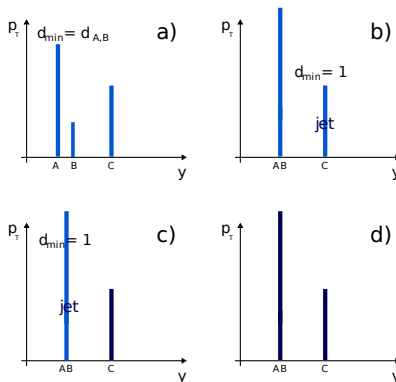 p_T
d_min = d_A,B
a)
A B C
y
p_T
b)
d_min = 1
jet
AB C
y
p_T
c)
d_min = 1
jet
AB C
y
p_T
d)
AB C
y